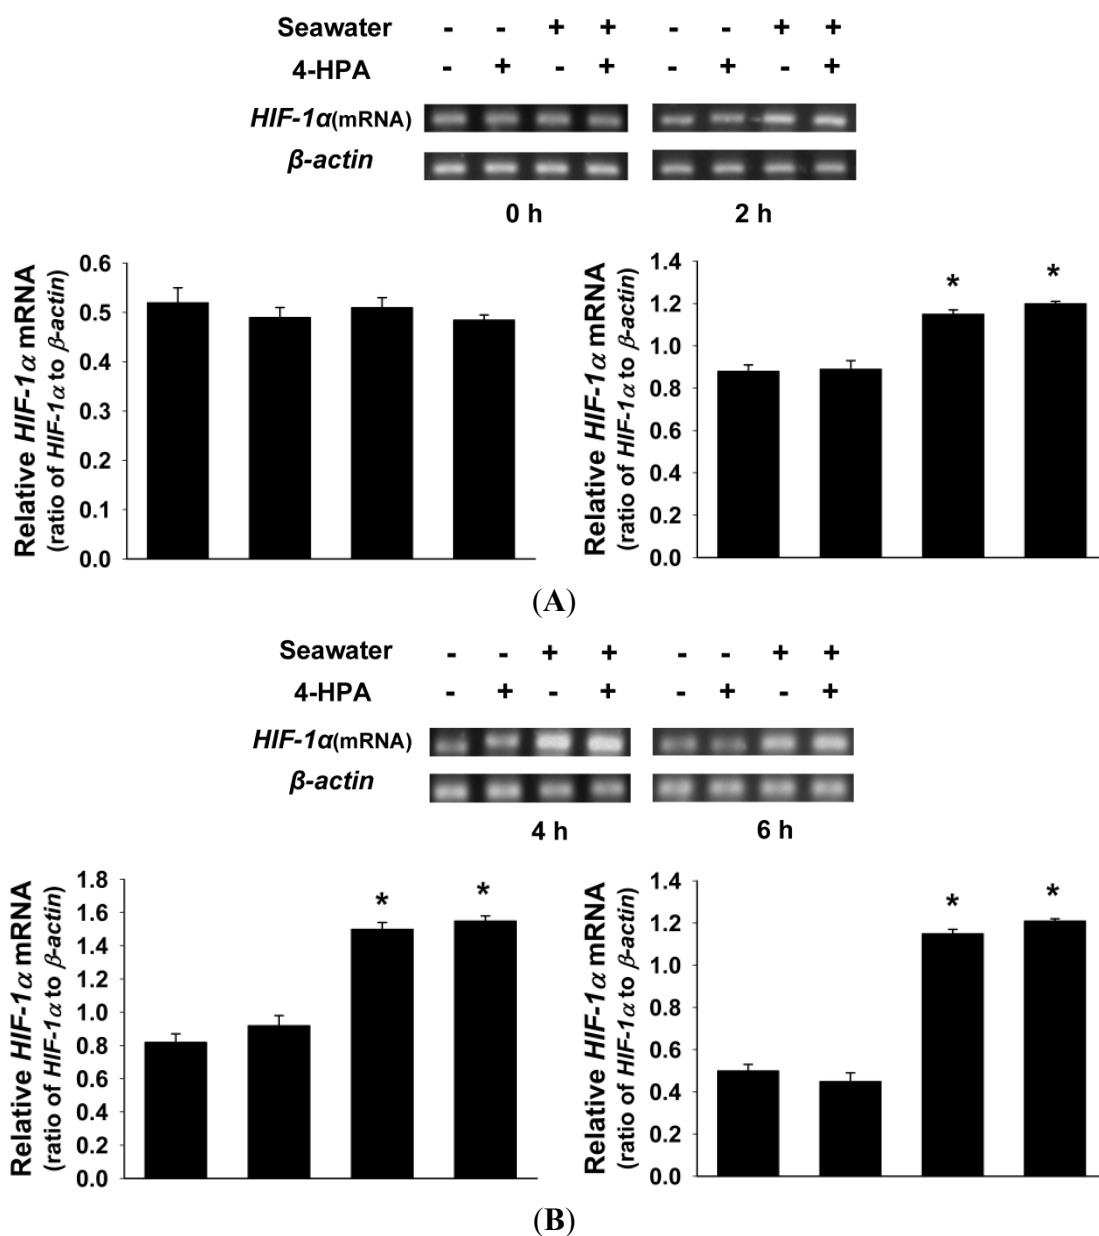 Seawater - - + + - - + +
4-HPA - + - + - + - +
HIF-1α(mRNA)
β-actin
0 h 2 h
Relative HIF-1α mRNA
(ratio of HIF-1α to β-actin)
0.6
0.5
0.4
0.3
0.2
0.1
0.0
Relative HIF-1α mRNA
(ratio of HIF-1α to β-actin)
1.4
1.2
1.0
0.8
0.6
0.4
0.2
0.0
* *
(A)
Seawater - - + + - - + +
4-HPA - + - + - + - +
HIF-1α(mRNA)
β-actin
4 h 6 h
Relative HIF-1α mRNA
(ratio of HIF-1α to β-actin)
1.8
1.6
1.4
1.2
1.0
0.8
0.6
0.4
0.2
0.0
* *
Relative HIF-1α mRNA
(ratio of HIF-1α to β-actin)
1.4
1.2
1.0
0.8
0.6
0.4
0.2
0.0
* *
(B)